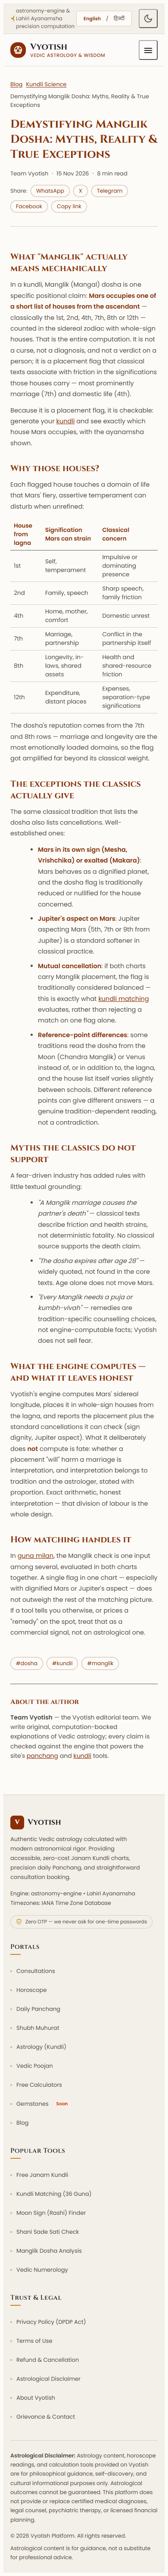 astronomy-engine &
Lahiri Ayanamsha
precision computation
English / हिन्दी
Vyotish
VEDIC ASTROLOGY & WISDOM
Blog Kundli Science
Demystifying Manglik Dosha: Myths, Reality & True
Exceptions
Demystifying Manglik
Dosha: Myths, Reality &
True Exceptions
Team Vyotish · 15 Nov 2026 · 8 min read
Share: WhatsApp X Telegram
Facebook Copy link
What "Manglik" actually
means mechanically
In a kundli, Manglik (Mangal) dosha is one
specific positional claim: Mars occupies one of
a short list of houses from the ascendant —
classically the 1st, 2nd, 4th, 7th, 8th or 12th —
counted in the sidereal zodiac with whole-sign
houses. That is the entire computation. It is not
a curse, not a diagnosis, and not a verdict on a
person: it is a placement flag that classical
texts associate with friction in the significations
those houses carry — most prominently
marriage (7th) and domestic life (4th).
Because it is a placement flag, it is checkable:
generate your kundli and see exactly which
house Mars occupies, with the ayanamsha
shown.
Why those houses?
Each flagged house touches a domain of life
that Mars' fiery, assertive temperament can
disturb when unrefined:
House from lagna | Signification Mars can strain | Classical concern
1st | Self, temperament | Impulsive or dominating presence
2nd | Family, speech | Sharp speech, family friction
4th | Home, mother, comfort | Domestic unrest
7th | Marriage, partnership | Conflict in the partnership itself
8th | Longevity, in-laws, shared assets | Health and shared-resource friction
12th | Expenditure, distant places | Expenses, separation-type significations
The dosha's reputation comes from the 7th
and 8th rows — marriage and longevity are the
most emotionally loaded domains, so the flag
got amplified far beyond its classical weight.
The exceptions the classics
actually give
The same classical tradition that lists the
dosha also lists cancellations. Well-
established ones:
• Mars in its own sign (Mesha,
Vrishchika) or exalted (Makara):
Mars behaves as a dignified planet,
and the dosha flag is traditionally
reduced or nullified for the house
concerned.
• Jupiter's aspect on Mars: Jupiter
aspecting Mars (5th, 7th or 9th from
Jupiter) is a standard softener in
classical practice.
• Mutual cancellation: if both charts
carry Manglik placement, the flag is
traditionally considered balanced —
this is exactly what kundli matching
evaluates, rather than rejecting a
match on one flag alone.
• Reference-point differences: some
traditions read the dosha from the
Moon (Chandra Manglik) or Venus
instead of, or in addition to, the lagna,
and the house list itself varies slightly
between schools. Different reference
points can give different answers — a
genuine tradition-dependent reading,
not a contradiction.
Myths the classics do not
support
A fear-driven industry has added rules with
little textual grounding:
• "A Manglik marriage causes the
partner's death" — classical texts
describe friction and health strains,
not deterministic fatality. No classical
source supports the death claim.
• "The dosha expires after age 28" —
widely quoted, not found in the core
texts. Age alone does not move Mars.
• "Every Manglik needs a puja or
kumbh-vivah" — remedies are
tradition-specific counselling choices,
not engine-computable facts; Vyotish
does not sell fear.
What the engine computes —
and what it leaves honest
Vyotish's engine computes Mars' sidereal
longitude, places it in whole-sign houses from
the lagna, and reports the placement plus the
standard cancellations it can check (sign
dignity, Jupiter aspect). What it deliberately
does not compute is fate: whether a
placement "will" harm a marriage is
interpretation, and interpretation belongs to
tradition and the astrologer, stated with
proportion. Exact arithmetic, honest
interpretation — that division of labour is the
whole design.
How matching handles it
In guna milan, the Manglik check is one input
among several, evaluated in both charts
together. A single flag in one chart — especially
with dignified Mars or Jupiter's aspect — does
not outweigh the rest of the matching picture.
If a tool tells you otherwise, or prices a
"remedy" on the spot, treat that as a
commercial signal, not an astrological one.
#dosha #kundli #manglik
About the author
Team Vyotish — the Vyotish editorial team. We
write original, computation-backed
explanations of Vedic astrology; every claim is
checked against the engine that powers the
site's panchang and kundli tools.
V Vyotish
Authentic Vedic astrology calculated with
modern astronomical rigor. Providing
accessible, zero-cost Janam Kundli charts,
precision daily Panchang, and straightforward
consultation booking.
Engine: astronomy-engine • Lahiri Ayanamsa
Timezones: IANA Time Zone Database
Zero OTP — we never ask for one-time passwords
Portals
• Consultations
• Horoscope
• Daily Panchang
• Shubh Muhurat
• Astrology (Kundli)
• Vedic Poojan
• Free Calculators
• Gemstones Soon
• Blog
Popular Tools
• Free Janam Kundli
• Kundli Matching (36 Guna)
• Moon Sign (Rashi) Finder
• Shani Sade Sati Check
• Manglik Dosha Analysis
• Vedic Numerology
Trust & Legal
• Privacy Policy (DPDP Act)
• Terms of Use
• Refund & Cancellation
• Astrological Disclaimer
• About Vyotish
• Grievance & Contact
Astrological Disclaimer: Astrology content, horoscope
readings, and calculation tools provided on Vyotish
are for philosophical guidance, self-discovery, and
cultural informational purposes only. Astrological
outcomes cannot be guaranteed. This platform does
not provide or replace certified medical diagnoses,
legal counsel, psychiatric therapy, or licensed financial
planning.
© 2026 Vyotish Platform. All rights reserved.
Astrological content is for guidance, not a substitute
for professional advice.